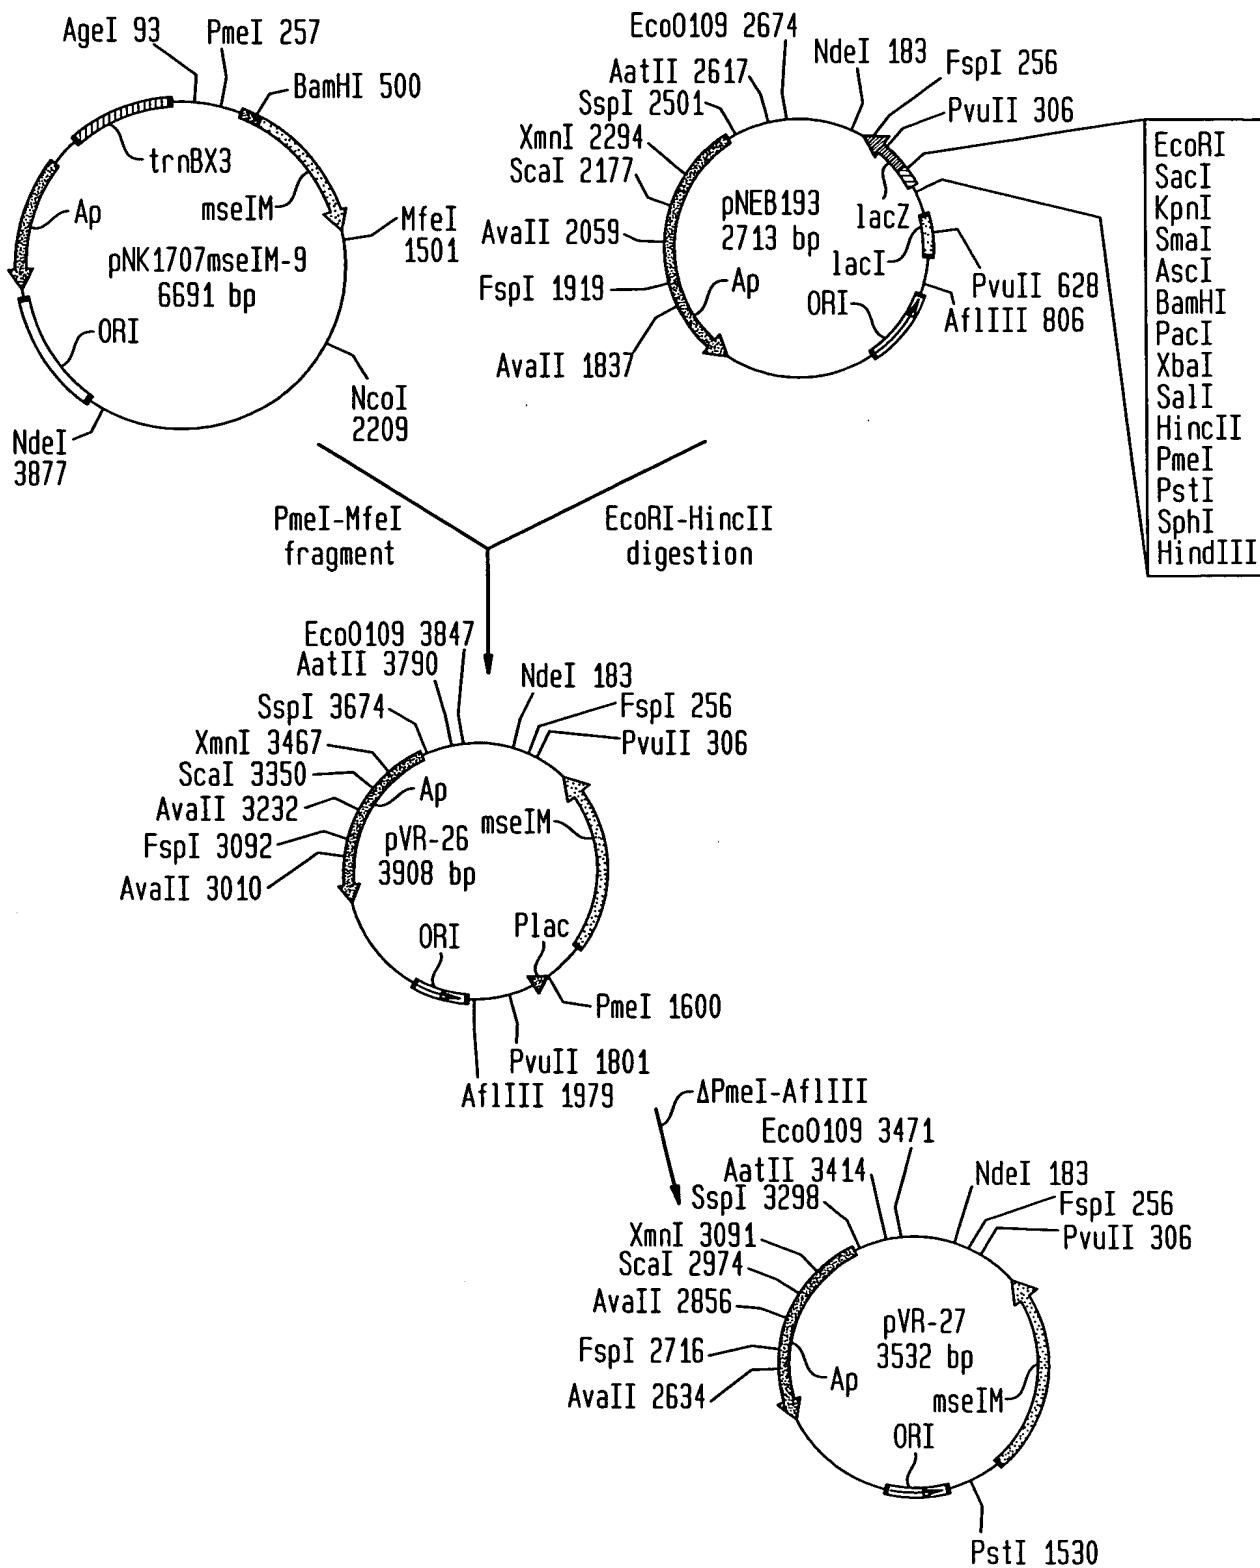 AgeI 93
PmeI 257
BamHI 500
trnBX3
Ap
mseIM
MfeI
1501
pNK1707mseIM-9
6691 bp
ORI
NcoI
2209
NdeI
3877
EcoO109 2674
NdeI 183
AatII 2617
FspI 256
SspI 2501
PvuII 306
XmnI 2294
ScaI 2177
pNEB193
2713 bp
lacZ
AvaII 2059
lacI
FspI 1919
Ap
PvuII 628
ORI
AflIII 806
AvaII 1837
EcoRI
SacI
KpnI
SmaI
AscI
BamHI
PacI
XbaI
SalI
HincII
PmeI
PstI
SphI
HindIII
PmeI-MfeI
fragment
EcoRI-HincII
digestion
EcoO109 3847
AatII 3790
NdeI 183
SspI 3674
FspI 256
XmnI 3467
PvuII 306
ScaI 3350
Ap
AvaII 3232
mseIM
pVR-26
3908 bp
FspI 3092
AvaII 3010
Plac
ORI
PmeI 1600
PvuII 1801
AflIII 1979
ΔPmeI-AflIII
EcoO109 3471
AatII 3414
NdeI 183
SspI 3298
FspI 256
XmnI 3091
PvuII 306
ScaI 2974
AvaII 2856
pVR-27
3532 bp
FspI 2716
Ap
AvaII 2634
mseIM
ORI
PstI 1530